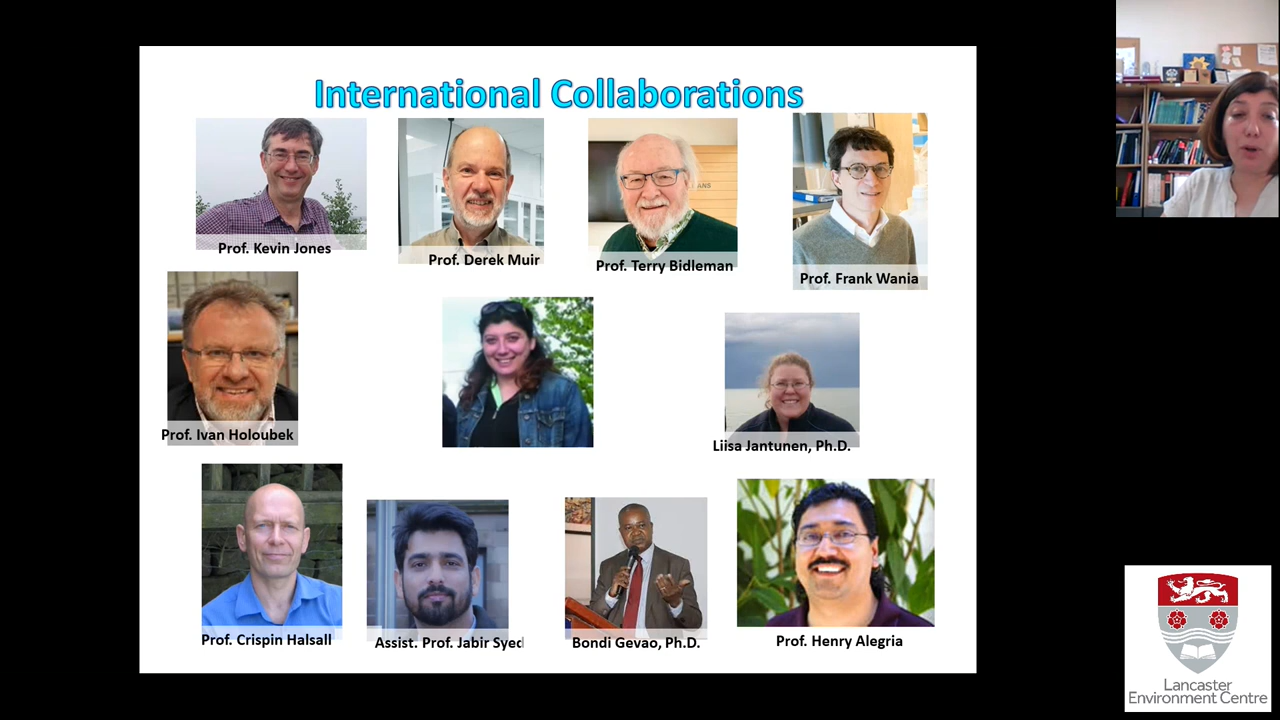 International Collaborations
Prof. Kevin Jones
Prof. Derek Muir
Prof. Terry Bidleman
Prof. Frank Wania
Prof. Ivan Holoubek
Liisa Jantunen, Ph.D.
Prof. Crispin Halsall
Assist. Prof. Jabir Syed
Bondi Gevao, Ph.D.
Prof. Henry Alegria
Lancaster
Environment Centre